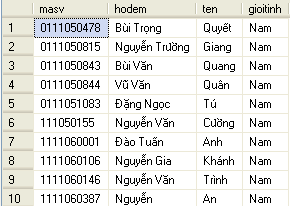 masv hodem ten gioitinh
1 0111050478 Bùi Trọng Quyết Nam
2 0111050815 Nguyễn Trường Giang Nam
3 0111050843 Bùi Văn Quang Nam
4 0111050844 Vũ Văn Quân Nam
5 0111051083 Đặng Ngọc Tú Nam
6 111050155 Nguyễn Văn Cường Nam
7 1111060001 Đào Tuấn Anh Nam
8 1111060106 Nguyễn Gia Khánh Nam
9 1111060146 Nguyễn Văn Trình Nam
10 1111060387 Nguyễn An Nam